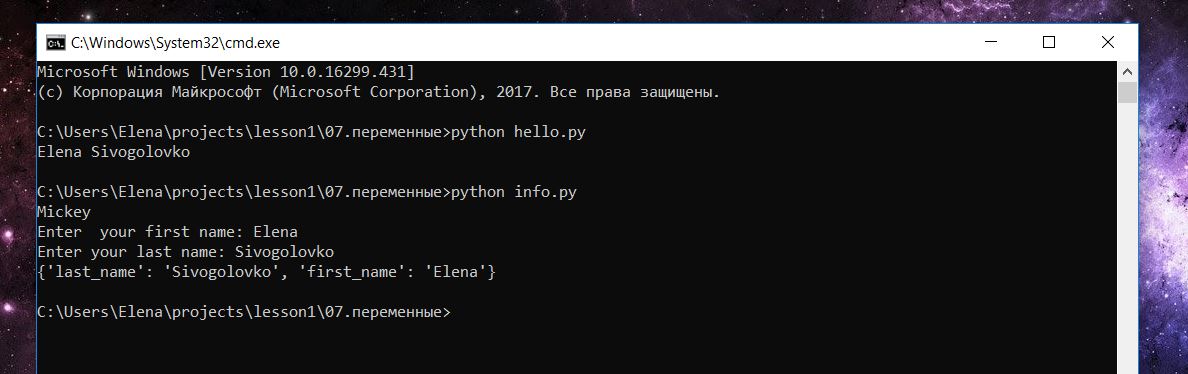 C:\Windows\System32\cmd.exe
Microsoft Windows [Version 10.0.16299.431]
(c) Корпорация Майкрософт (Microsoft Corporation), 2017. Все права защищены.
C:\Users\Elena\projects\lesson1\07.переменные>python hello.py
Elena Sivogolovko
C:\Users\Elena\projects\lesson1\07.переменные>python info.py
Mickey
Enter  your first name: Elena
Enter your last name: Sivogolovko
{'last_name': 'Sivogolovko', 'first_name': 'Elena'}
C:\Users\Elena\projects\lesson1\07.переменные>